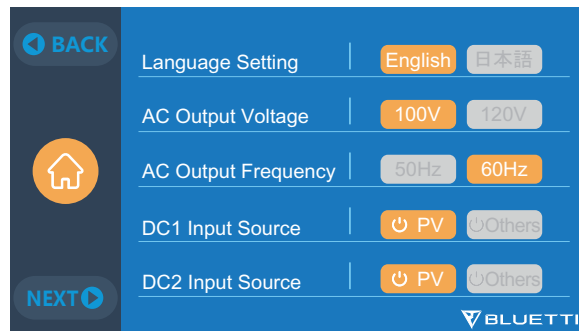 BACK
Language Setting English 日本語
AC Output Voltage 100V 120V
AC Output Frequency 50Hz 60Hz
DC1 Input Source PV Others
DC2 Input Source PV Others
NEXT
BLUETTI